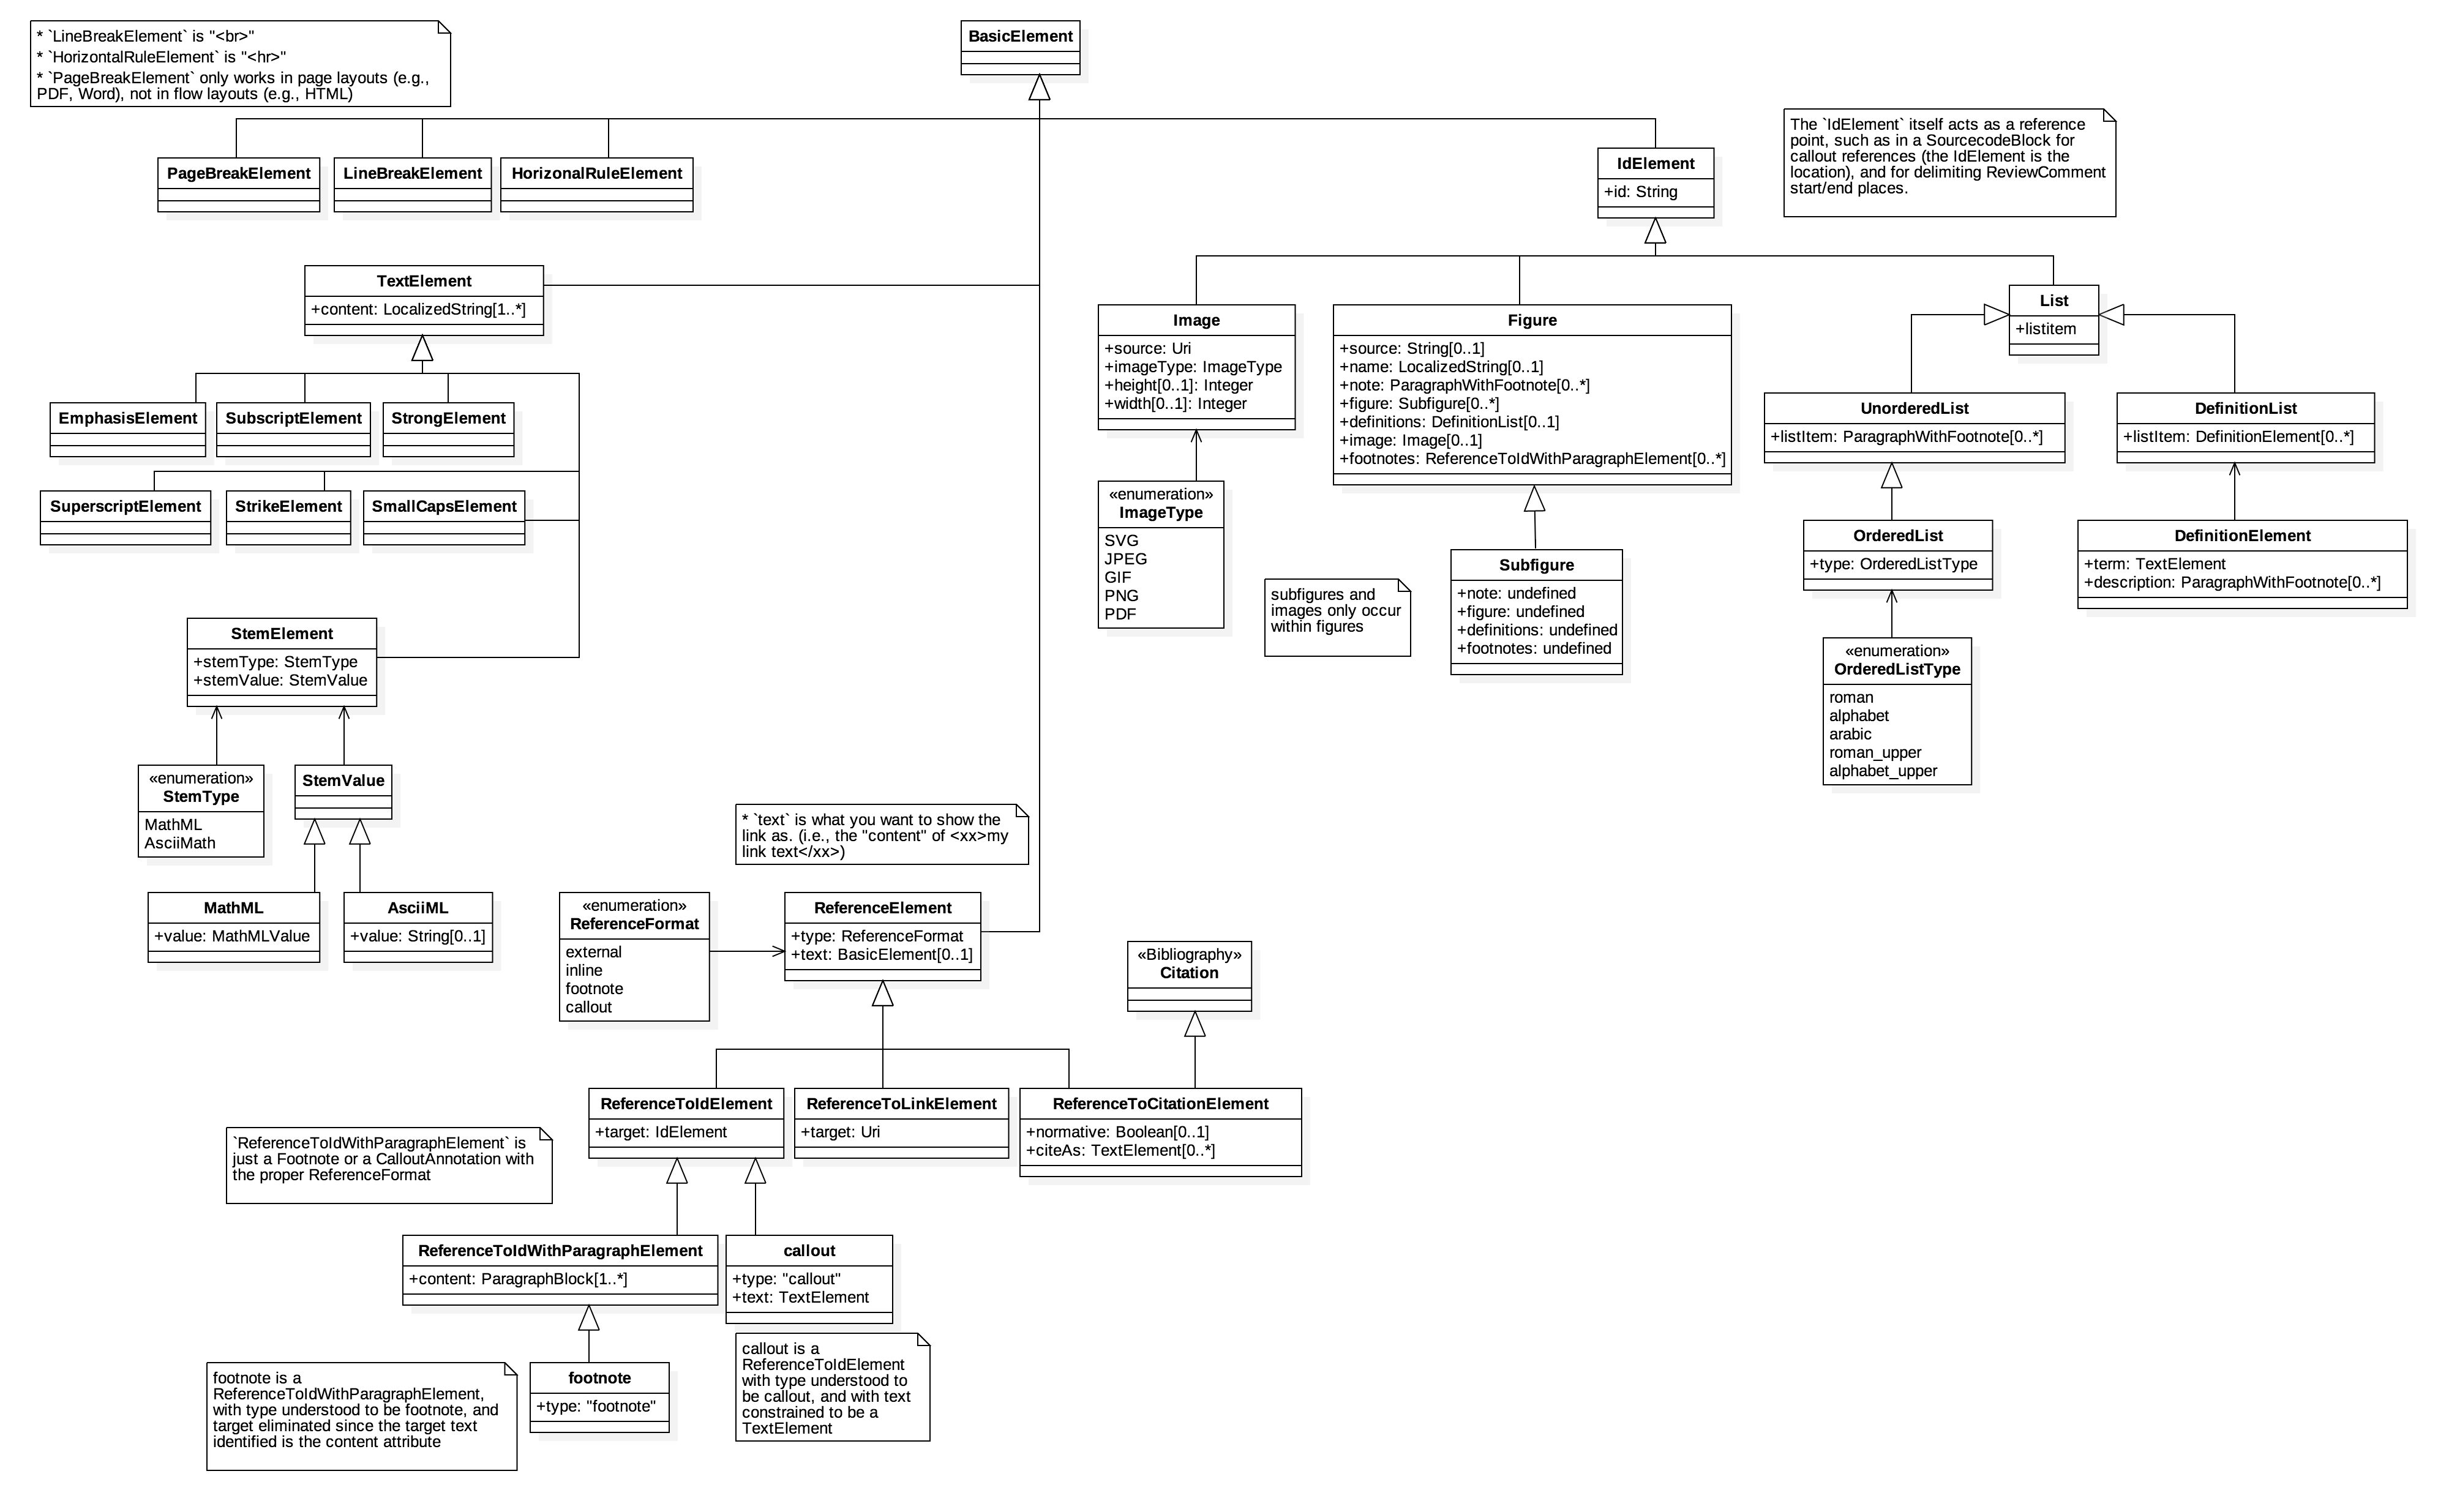 * `LineBreakElement` is "<br>"
* `HorizontalRuleElement` is "<hr>"
* `PageBreakElement` only works in page layouts (e.g.,
PDF, Word), not in flow layouts (e.g., HTML)
BasicElement
The `IdElement` itself acts as a reference
point, such as in a SourcecodeBlock for
callout references (the IdElement is the
location), and for delimiting ReviewComment
start/end places.
PageBreakElement
LineBreakElement
HorizonalRuleElement
IdElement
+id: String
TextElement
+content: LocalizedString[1..*]
Image
+source: Uri
+imageType: ImageType
+height[0..1]: Integer
+width[0..1]: Integer
Figure
+source: String[0..1]
+name: LocalizedString[0..1]
+note: ParagraphWithFootnote[0..*]
+figure: Subfigure[0..*]
+definitions: DefinitionList[0..1]
+image: Image[0..1]
+footnotes: ReferenceToIdWithParagraphElement[0..*]
List
+listitem
UnorderedList
+listItem: ParagraphWithFootnote[0..*]
DefinitionList
+listItem: DefinitionElement[0..*]
EmphasisElement
SubscriptElement
StrongElement
SuperscriptElement
StrikeElement
SmallCapsElement
«enumeration»
ImageType
SVG
JPEG
GIF
PNG
PDF
subfigures and
images only occur
within figures
Subfigure
+note: undefined
+figure: undefined
+definitions: undefined
+footnotes: undefined
OrderedList
+type: OrderedListType
DefinitionElement
+term: TextElement
+description: ParagraphWithFootnote[0..*]
«enumeration»
OrderedListType
roman
alphabet
arabic
roman_upper
alphabet_upper
StemElement
+stemType: StemType
+stemValue: StemValue
«enumeration»
StemType
MathML
AsciiMath
StemValue
MathML
+value: MathMLValue
AsciiML
+value: String[0..1]
* `text` is what you want to show the
link as. (i.e., the "content" of <xx>my
link text</xx>)
«enumeration»
ReferenceFormat
external
inline
footnote
callout
ReferenceElement
+type: ReferenceFormat
+text: BasicElement[0..1]
«Bibliography»
Citation
ReferenceToIdElement
+target: IdElement
ReferenceToLinkElement
+target: Uri
ReferenceToCitationElement
+normative: Boolean[0..1]
+citeAs: TextElement[0..*]
`ReferenceToIdWithParagraphElement` is
just a Footnote or a CalloutAnnotation with
the proper ReferenceFormat
ReferenceToIdWithParagraphElement
+content: ParagraphBlock[1..*]
callout
+type: "callout"
+text: TextElement
footnote is a
ReferenceToIdWithParagraphElement,
with type understood to be footnote, and
target eliminated since the target text
identified is the content attribute
footnote
+type: "footnote"
callout is a
ReferenceToIdElement
with type understood to
be callout, and with text
constrained to be a
TextElement